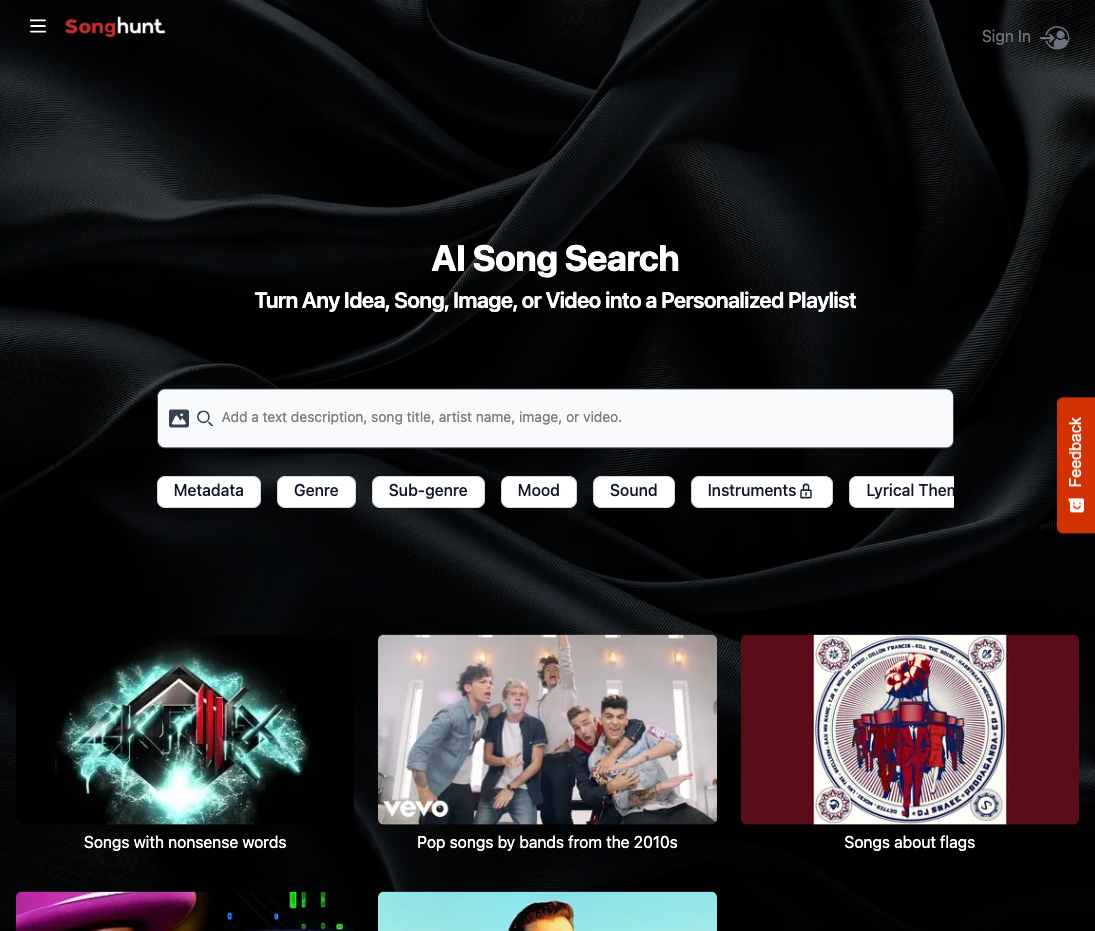 Songhunt.
Sign In
AI Song Search
Turn Any Idea, Song, Image, or Video into a Personalized Playlist
Add a text description, song title, artist name, image, or video.
Metadata
Genre
Sub-genre
Mood
Sound
Instruments
Lyrical Them
Feedback
SKRILLEX
vevo
DJ SNAKE • PROPAGANDA EP
Songs with nonsense words
Pop songs by bands from the 2010s
Songs about flags